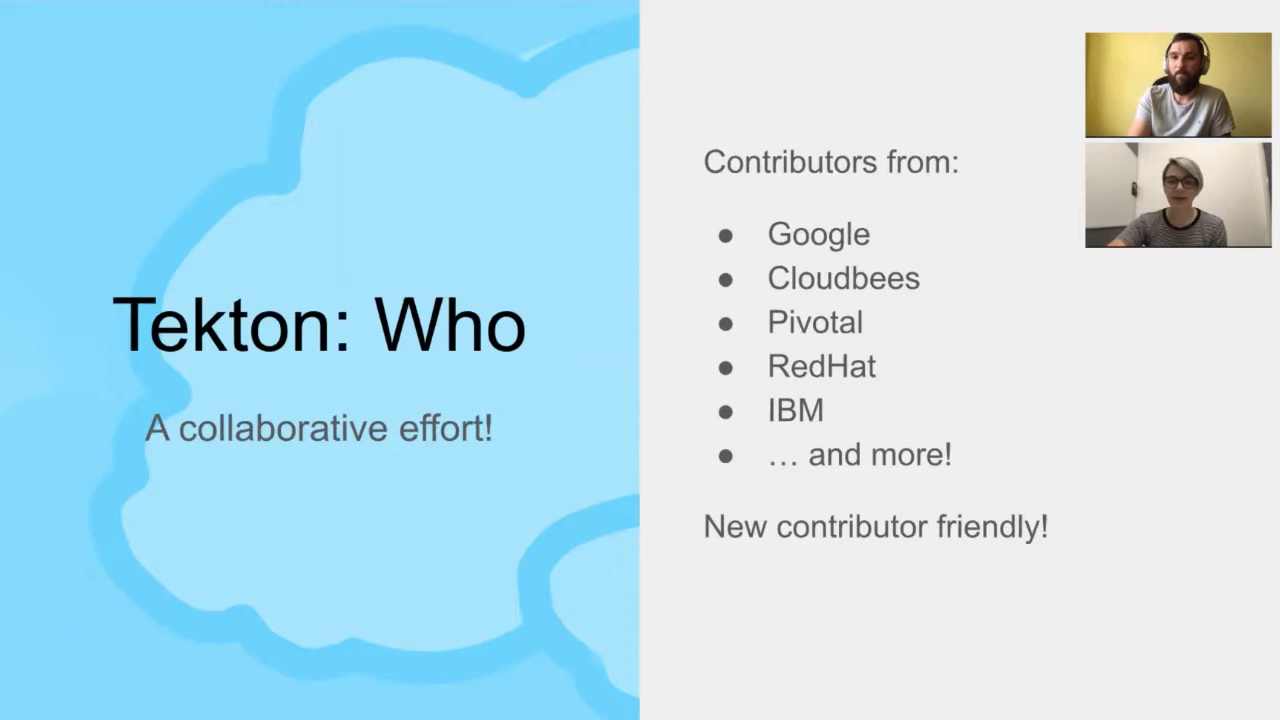 Tekton: Who
A collaborative effort!
Contributors from:
● Google
● Cloudbees
● Pivotal
● RedHat
● IBM
● … and more!
New contributor friendly!